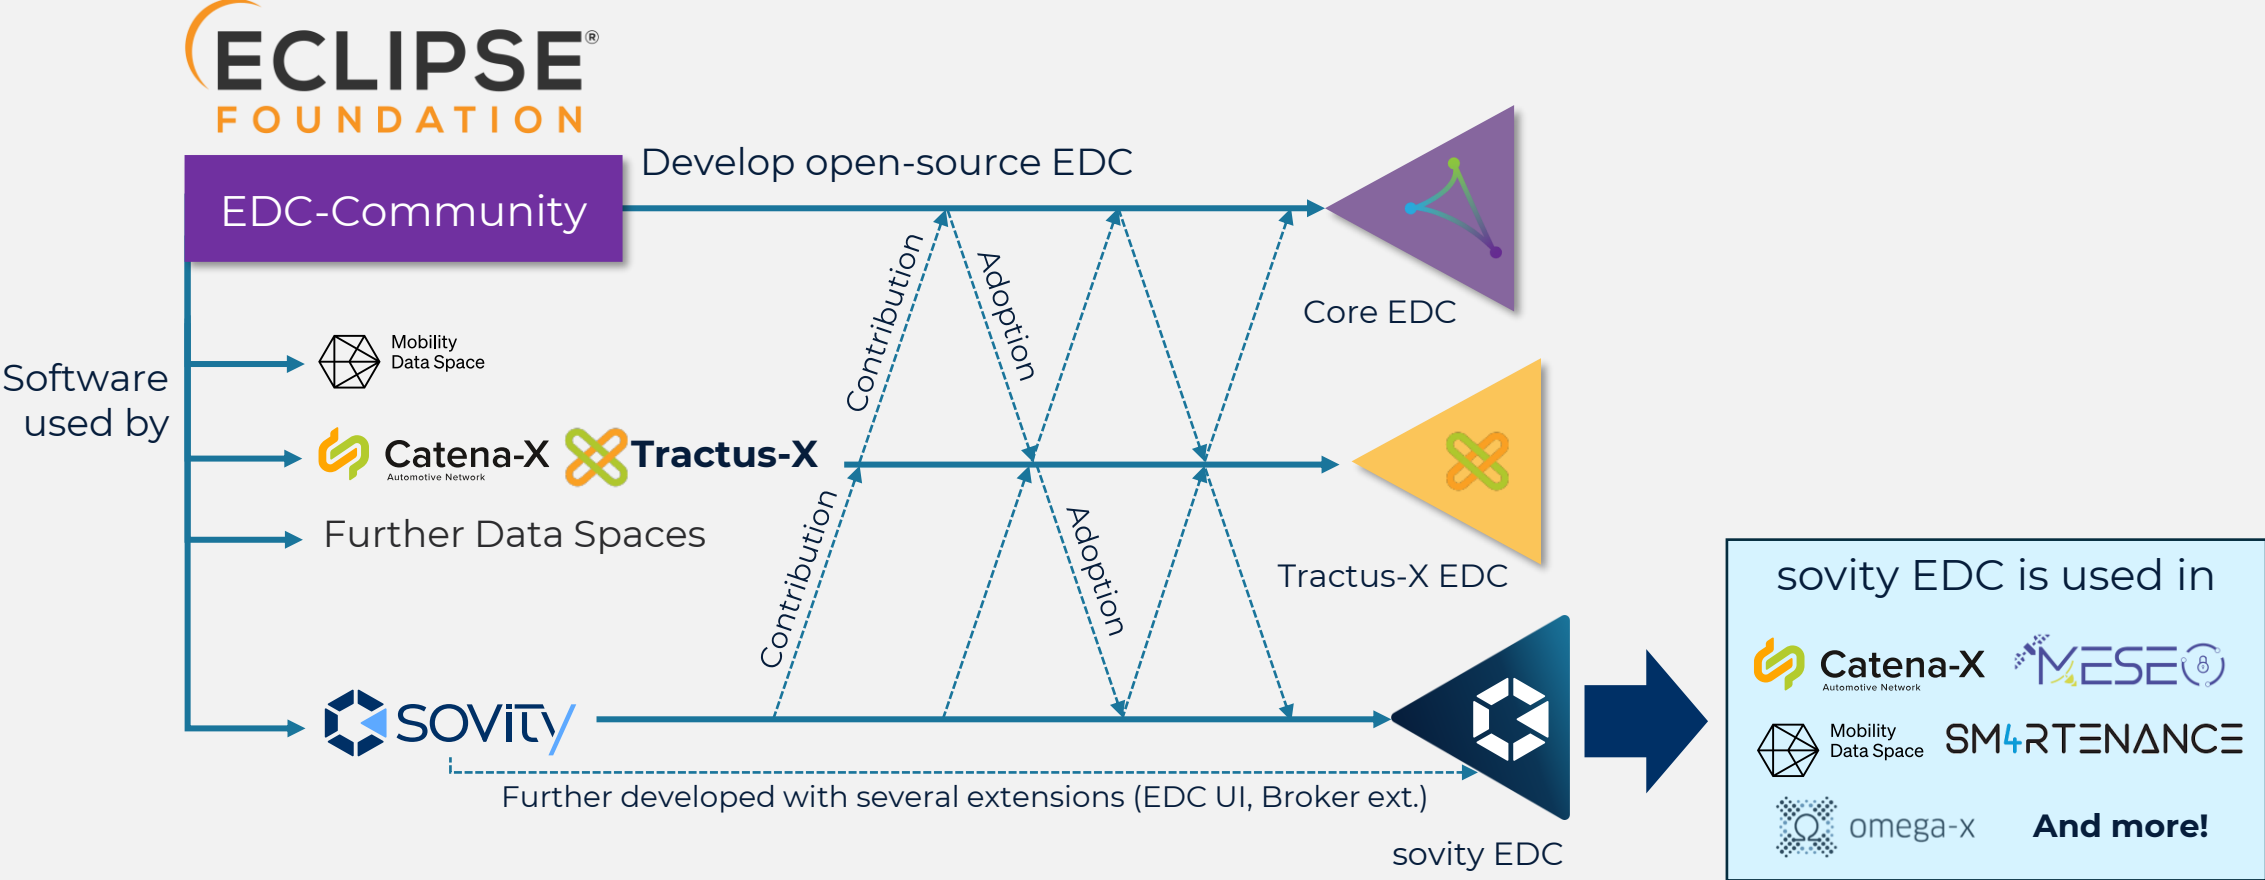 ECLIPSE®
FOUNDATION
EDC-Community
Develop open-source EDC
Contribution
Adoption
Core EDC
Software
used by
Mobility
Data Space
Catena-X
Automotive Network
Tractus-X
Further Data Spaces
Contribution
Adoption
Tractus-X EDC
sovity
Further developed with several extensions (EDC UI, Broker ext.)
sovity EDC
sovity EDC is used in
Catena-X
Automotive Network
MESEO
Mobility
Data Space
SM4RTENANCE
omega-x
And more!